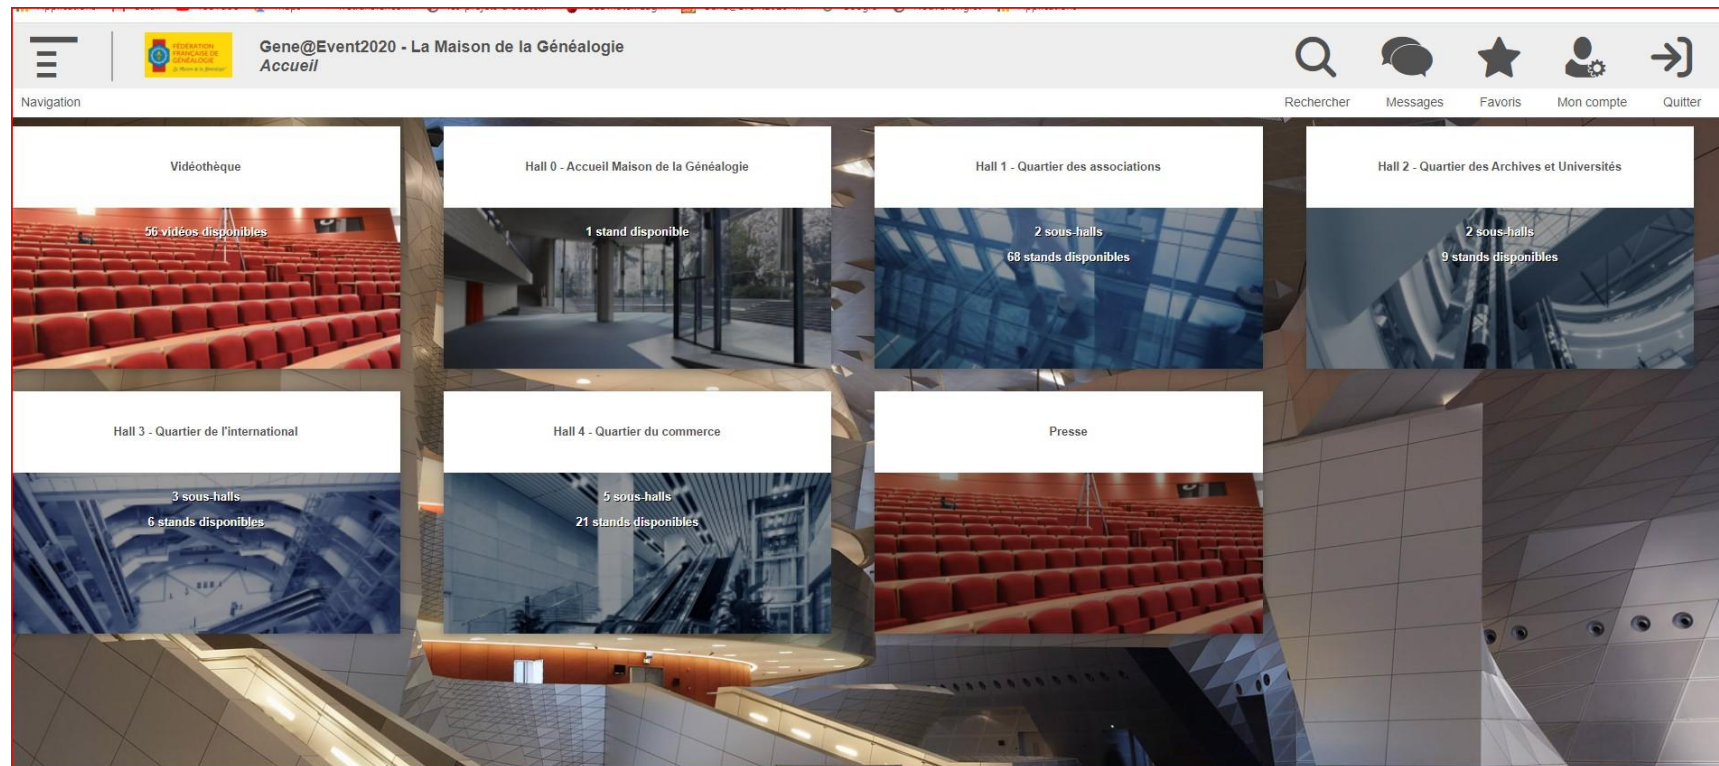 FÉDÉRATION
FRANÇAISE DE
GÉNÉALOGIE
Gene@Event2020 - La Maison de la Généalogie
Accueil
Navigation
Rechercher
Messages
Favoris
Mon compte
Quitter
Vidéothèque
56 vidéos disponibles
Hall 0 - Accueil Maison de la Généalogie
1 stand disponible
Hall 1 - Quartier des associations
2 sous-halls
68 stands disponibles
Hall 2 - Quartier des Archives et Universités
2 sous-halls
9 stands disponibles
Hall 3 - Quartier de l'international
3 sous-halls
6 stands disponibles
Hall 4 - Quartier du commerce
5 sous-halls
21 stands disponibles
Presse